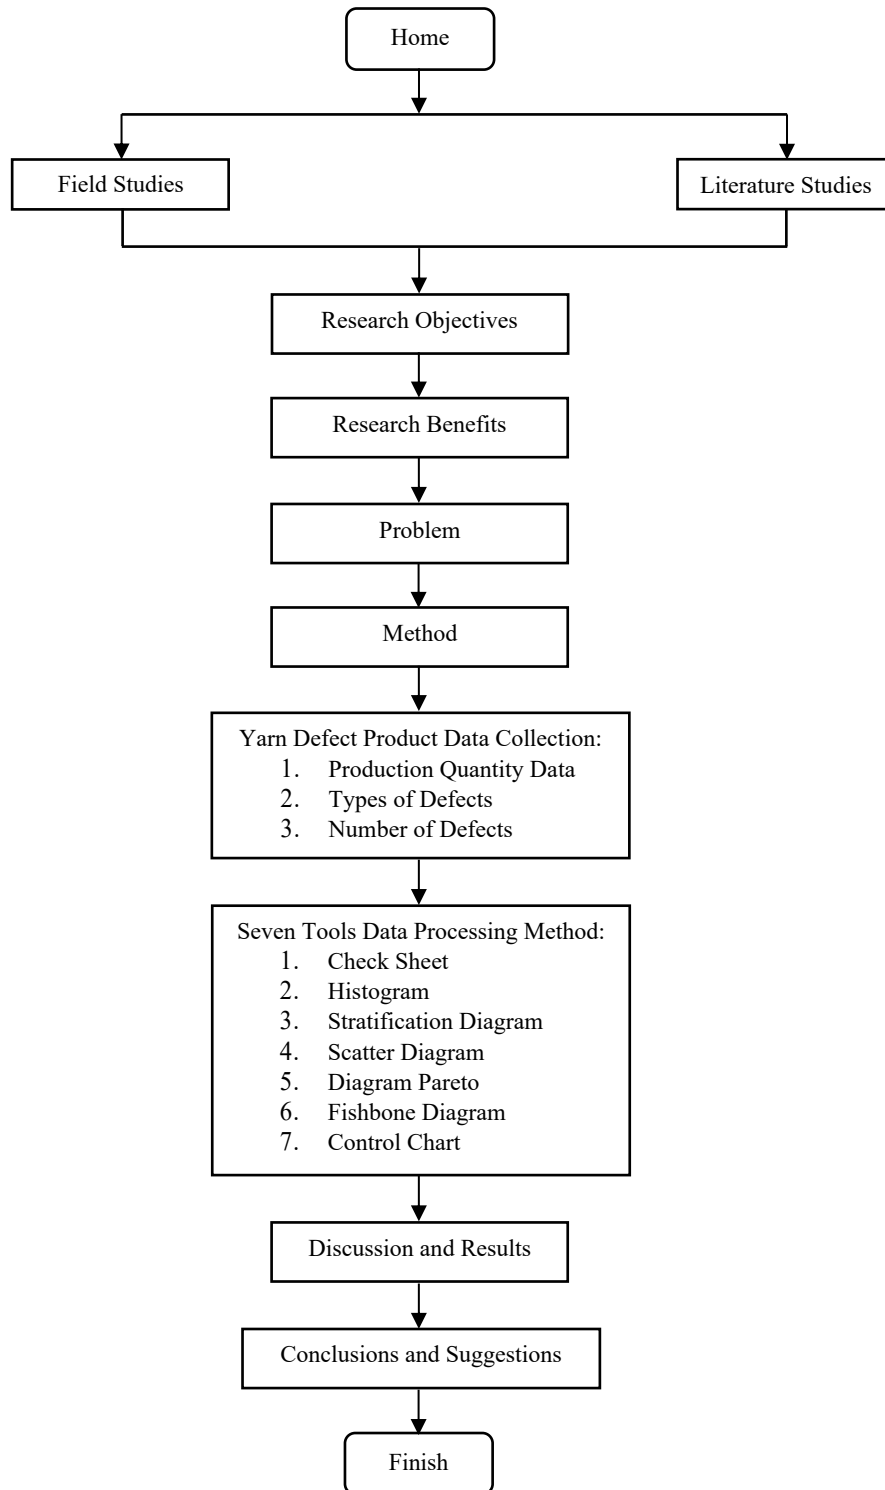 Home
Field Studies
Literature Studies
Research Objectives
Research Benefits
Problem
Method
Yarn Defect Product Data Collection:
1. Production Quantity Data
2. Types of Defects
3. Number of Defects
Seven Tools Data Processing Method:
1. Check Sheet
2. Histogram
3. Stratification Diagram
4. Scatter Diagram
5. Diagram Pareto
6. Fishbone Diagram
7. Control Chart
Discussion and Results
Conclusions and Suggestions
Finish